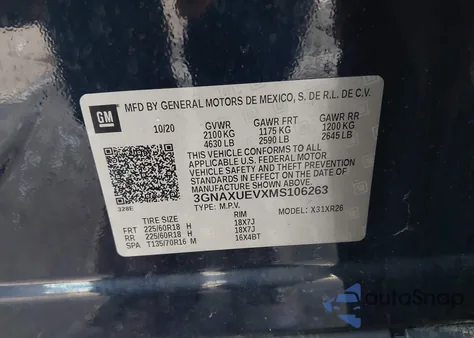 GM
MFD BY GENERAL MOTORS DE MEXICO, S. DE R.L. DE C.V.
10/20 GVWR GAWR FRT GAWR RR
2100 KG 1175 KG 1200 KG
4630 LB 2590 LB 2645 LB
THIS VEHICLE CONFORMS TO ALL
APPLICABLE U.S. FEDERAL MOTOR
VEHICLE SAFETY AND THEFT PREVENTION
STANDARDS IN EFFECT ON THE DATE OF
MANUFACTURE SHOWN ABOVE.
3GNAXUEVXMS106263
TYPE: M.P.V. MODEL: X31XR26
328E
TIRE SIZE RIM
FRT 225/60R18 H 18X7J
RR 225/60R18 H 18X7J
SPA T135/70R16 M 16X4BT
autoSnap